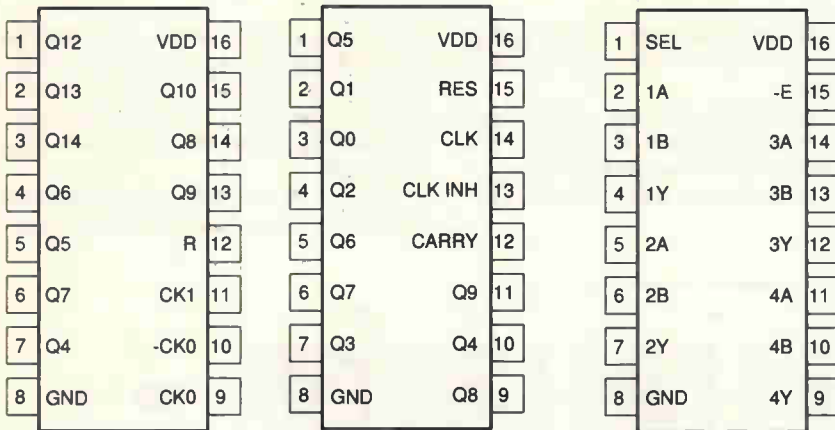 1 Q12 VDD 16
2 Q13 Q10 15
3 Q14 Q8 14
4 Q6 Q9 13
5 Q5 R 12
6 Q7 CK1 11
7 Q4 -CK0 10
8 GND CK0 9
1 Q5 VDD 16
2 Q1 RES 15
3 Q0 CLK 14
4 Q2 CLK INH 13
5 Q6 CARRY 12
6 Q7 Q9 11
7 Q3 Q4 10
8 GND Q8 9
1 SEL VDD 16
2 1A -E 15
3 1B 3A 14
4 1Y 3B 13
5 2A 3Y 12
6 2B 4A 11
7 2Y 4B 10
8 GND 4Y 9